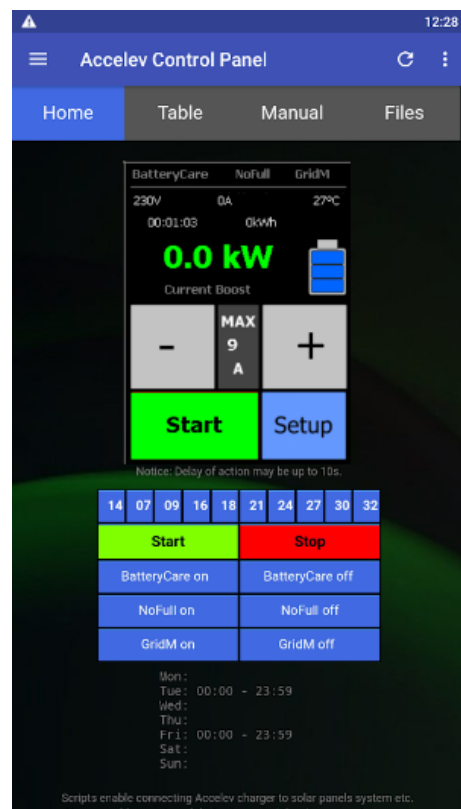 12:28
Accelev Control Panel
Home Table Manual Files
BatteryCare NoFull GridM
230V 0A 27ºC
00:01:03 0kWh
0.0 kW
Current Boost
- MAX 9 A +
Start Setup
Notice: Delay of action may be up to 10s.
14 07 09 16 18 21 24 27 30 32
Start Stop
BatteryCare on BatteryCare off
NoFull on NoFull off
GridM on GridM off
Mon:
Tue: 00:00 - 23:59
Wed:
Thu:
Fri: 00:00 - 23:59
Sat:
Sun:
Scripts enable connecting Accelev charger to solar panels system etc.